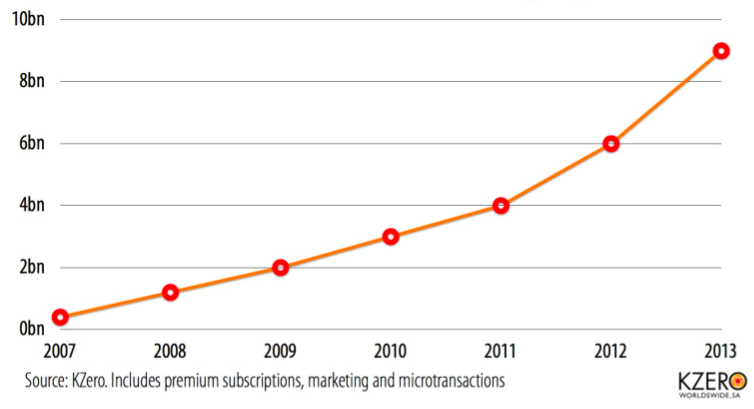 10bn
8bn
6bn
4bn
2bn
0bn
2007 2008 2009 2010 2011 2012 2013
Source: KZero. Includes premium subscriptions, marketing and microtransactions
KZERO
WORLDSWIDE.SA